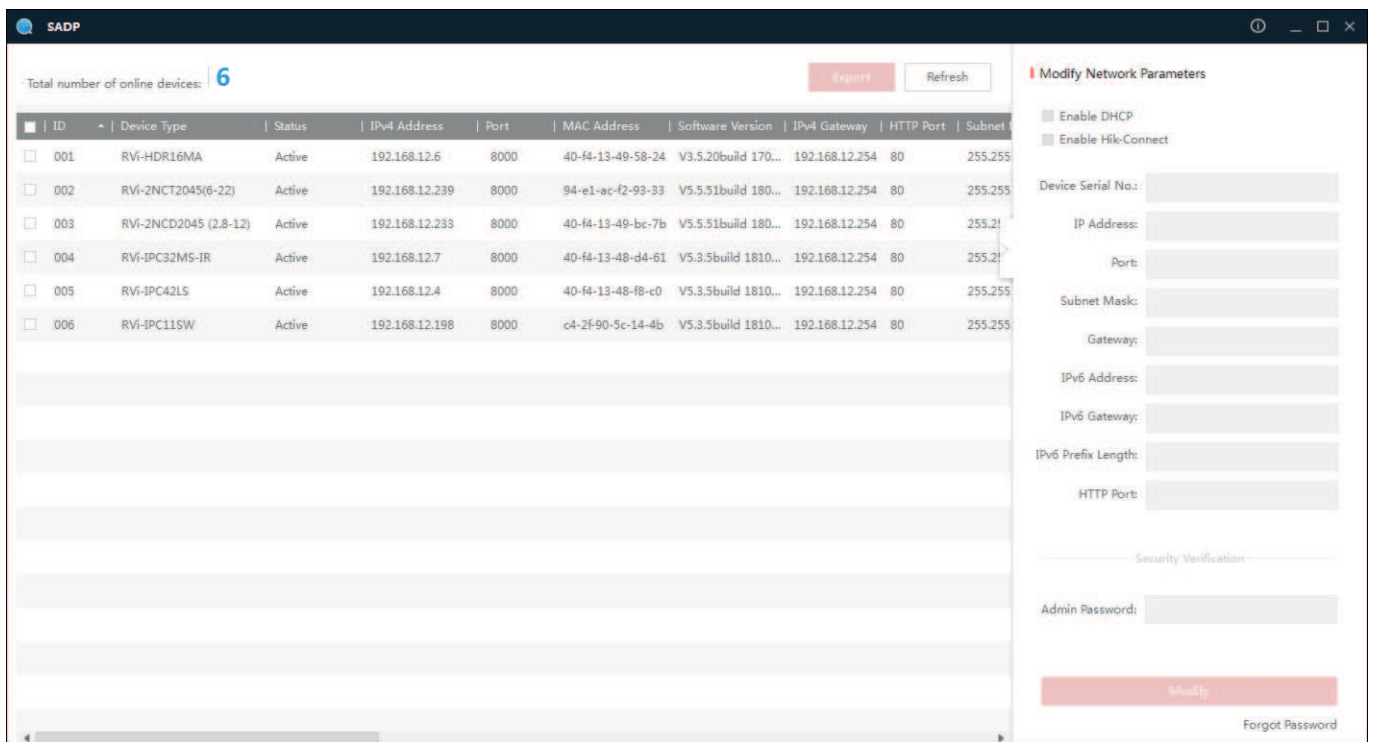 SADP
Total number of online devices: 6
Export
Refresh
ID Device Type Status IPv4 Address Port MAC Address Software Version IPv4 Gateway HTTP Port Subnet
001 RVi-HDR16MA Active 192.168.12.6 8000 40-f4-13-49-58-24 V3.5.20build 170... 192.168.12.254 80 255.255
002 RVi-2NCT2045(6-22) Active 192.168.12.239 8000 94-e1-ac-f2-93-33 V5.5.51build 180... 192.168.12.254 80 255.255
003 RVi-2NCD2045 (2.8-12) Active 192.168.12.233 8000 40-f4-13-49-bc-7b V5.5.51build 180... 192.168.12.254 80 255.2
004 RVi-IPC32MS-IR Active 192.168.12.7 8000 40-f4-13-48-d4-61 V5.3.5build 1810... 192.168.12.254 80 255.2
005 RVi-IPC42LS Active 192.168.12.4 8000 40-f4-13-48-f8-c0 V5.3.5build 1810... 192.168.12.254 80 255.255
006 RVi-IPC11SW Active 192.168.12.198 8000 c4-2f-90-5c-14-4b V5.3.5build 1810... 192.168.12.254 80 255.255
Modify Network Parameters
Enable DHCP
Enable Hik-Connect
Device Serial No.:
IP Address:
Port:
Subnet Mask:
Gateway:
IPv6 Address:
IPv6 Gateway:
IPv6 Prefix Length:
HTTP Port:
Security Verification
Admin Password:
Modify
Forgot Password